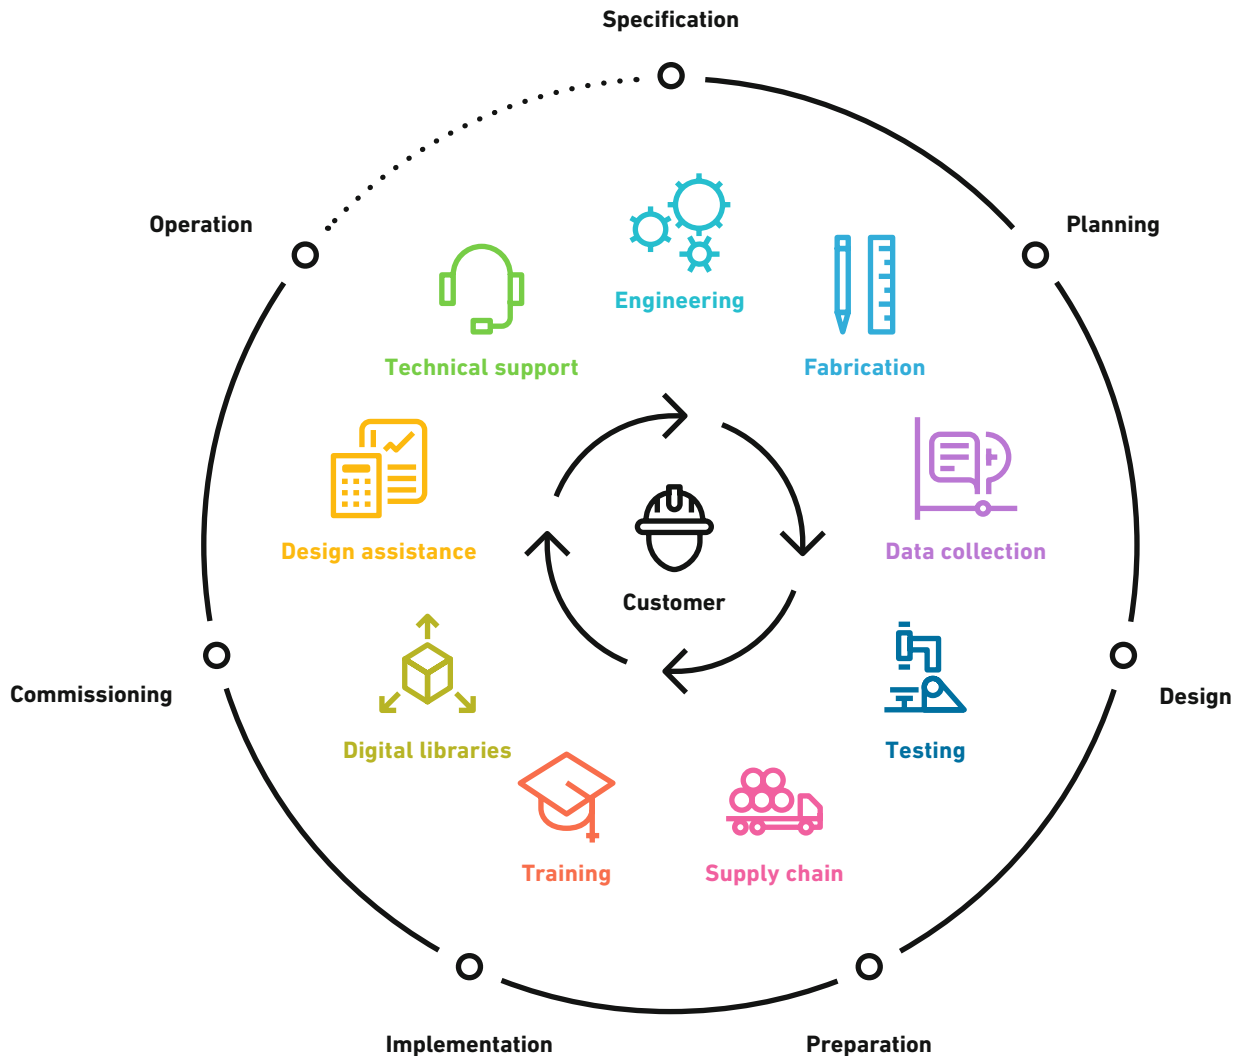 Specification
Operation
Planning
Engineering
Technical support
Fabrication
Design assistance
Data collection
Customer
Commissioning
Design
Digital libraries
Testing
Training
Supply chain
Implementation
Preparation